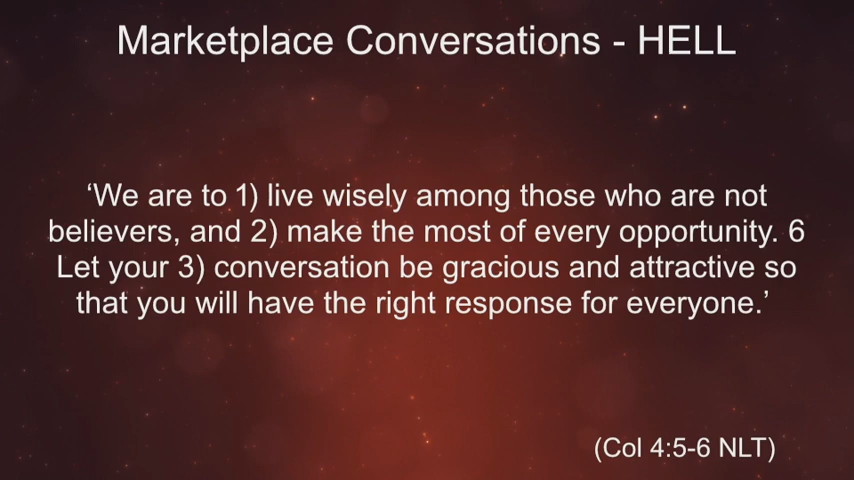 Marketplace Conversations - HELL
‘We are to 1) live wisely among those who are not
believers, and 2) make the most of every opportunity. 6
Let your 3) conversation be gracious and attractive so
that you will have the right response for everyone.’
(Col 4:5-6 NLT)